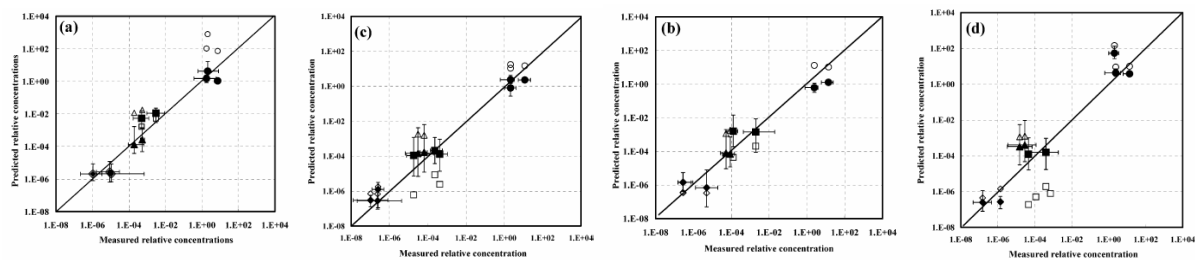 (a)
Predicted relative concentrations
1.E+04
1.E+02
1.E+00
1.E-02
1.E-04
1.E-06
1.E-08
1.E-08 1.E-06 1.E-04 1.E-02 1.E+00 1.E+02 1.E+04
Measured relative concentrations
(c)
Predicted relative concentration
1.E+04
1.E+02
1.E+00
1.E-02
1.E-04
1.E-06
1.E-08
1.E-08 1.E-06 1.E-04 1.E-02 1.E+00 1.E+02 1.E+04
Measured relative concentration
(b)
Predicted relative concentration
1.E+04
1.E+02
1.E+00
1.E-02
1.E-04
1.E-06
1.E-08
1.E-08 1.E-06 1.E-04 1.E-02 1.E+00 1.E+02 1.E+04
Measured relative concentration
(d)
Predicted relative concentration
1.E+04
1.E+02
1.E+00
1.E-02
1.E-04
1.E-06
1.E-08
1.E-08 1.E-06 1.E-04 1.E-02 1.E+00 1.E+02 1.E+04
Measured relative concentration